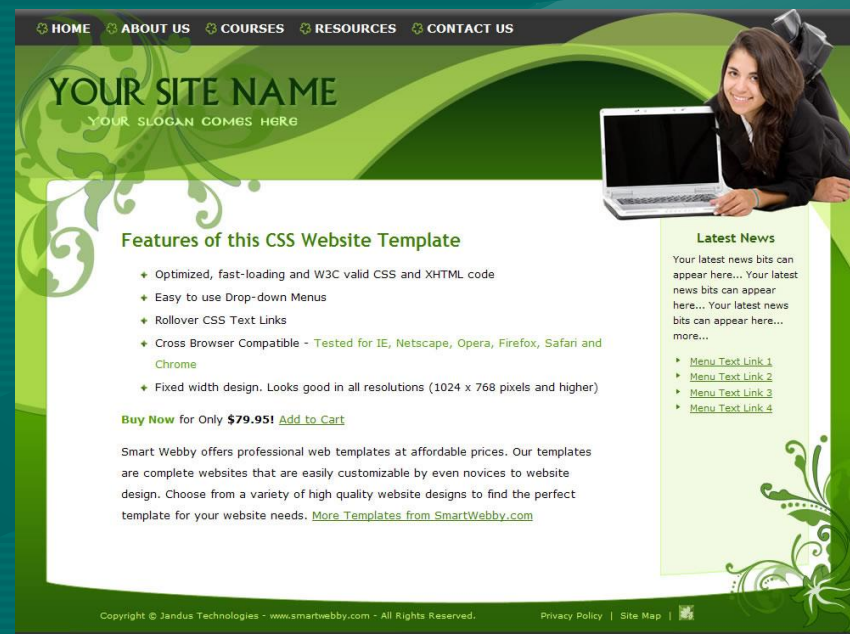 HOME ABOUT US COURSES RESOURCES CONTACT US
YOUR SITE NAME
YOUR SLOGAN COMES HERE
Features of this CSS Website Template
Optimized, fast-loading and W3C valid CSS and XHTML code
Easy to use Drop-down Menus
Rollover CSS Text Links
Cross Browser Compatible - Tested for IE, Netscape, Opera, Firefox, Safari and
Chrome
Fixed width design. Looks good in all resolutions (1024 x 768 pixels and higher)
Buy Now for Only $79.95! Add to Cart
Smart Webby offers professional web templates at affordable prices. Our templates
are complete websites that are easily customizable by even novices to website
design. Choose from a variety of high quality website designs to find the perfect
template for your website needs. More Templates from SmartWebby.com
Latest News
Your latest news bits can
appear here... Your latest
news bits can appear
here... Your latest news
bits can appear here...
more...
Menu Text Link 1
Menu Text Link 2
Menu Text Link 3
Menu Text Link 4
Copyright © Jandus Technologies - www.smartwebby.com - All Rights Reserved. Privacy Policy | Site Map |